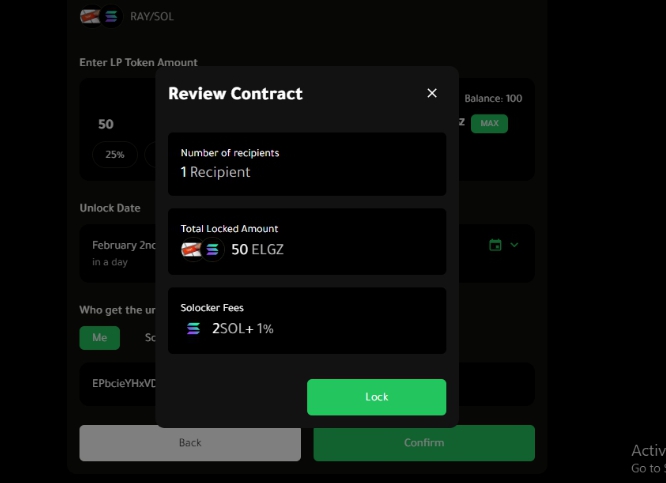 RAY/SOL
Enter LP Token Amount
Review Contract
Balance: 100
50
MAX
25%
Number of recipients
1 Recipient
Unlock Date
Total Locked Amount
50 ELGZ
February 2nd
in a day
Solocker Fees
2SOL+ 1%
Who get the
Me
EPbcieYHxVD
Lock
Back
Confirm
Activ
Go to